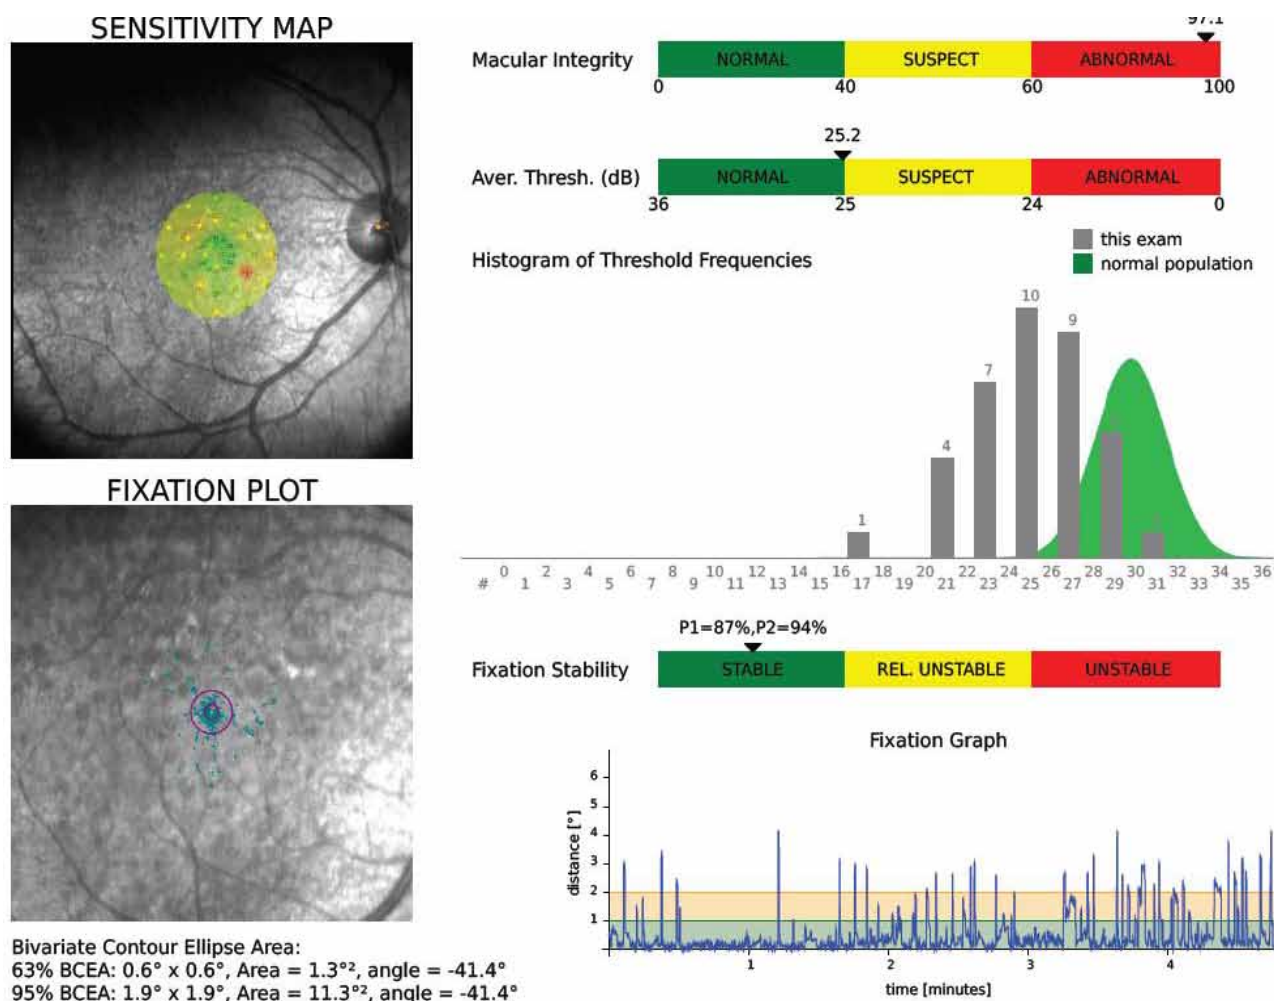 SENSITIVITY MAP
97.1
Macular Integrity
NORMAL SUSPECT ABNORMAL
0 40 60 100
25.2
Aver. Thresh. (dB)
NORMAL SUSPECT ABNORMAL
36 25 24 0
this exam
normal population
Histogram of Threshold Frequencies
1 4 7 10 9
0 2 4 6 8 10 12 14 16 18 20 22 24 26 28 30 32 34 36
# 1 3 5 7 9 11 13 15 17 19 21 23 25 27 29 31 33 35
FIXATION PLOT
P1=87%,P2=94%
Fixation Stability
STABLE REL. UNSTABLE UNSTABLE
Fixation Graph
distance [°]
6
5
4
3
2
1
1 2 3 4
time [minutes]
Bivariate Contour Ellipse Area:
63% BCEA: 0.6° x 0.6°, Area = 1.3°², angle = -41.4°
95% BCEA: 1.9° x 1.9°, Area = 11.3°², angle = -41.4°